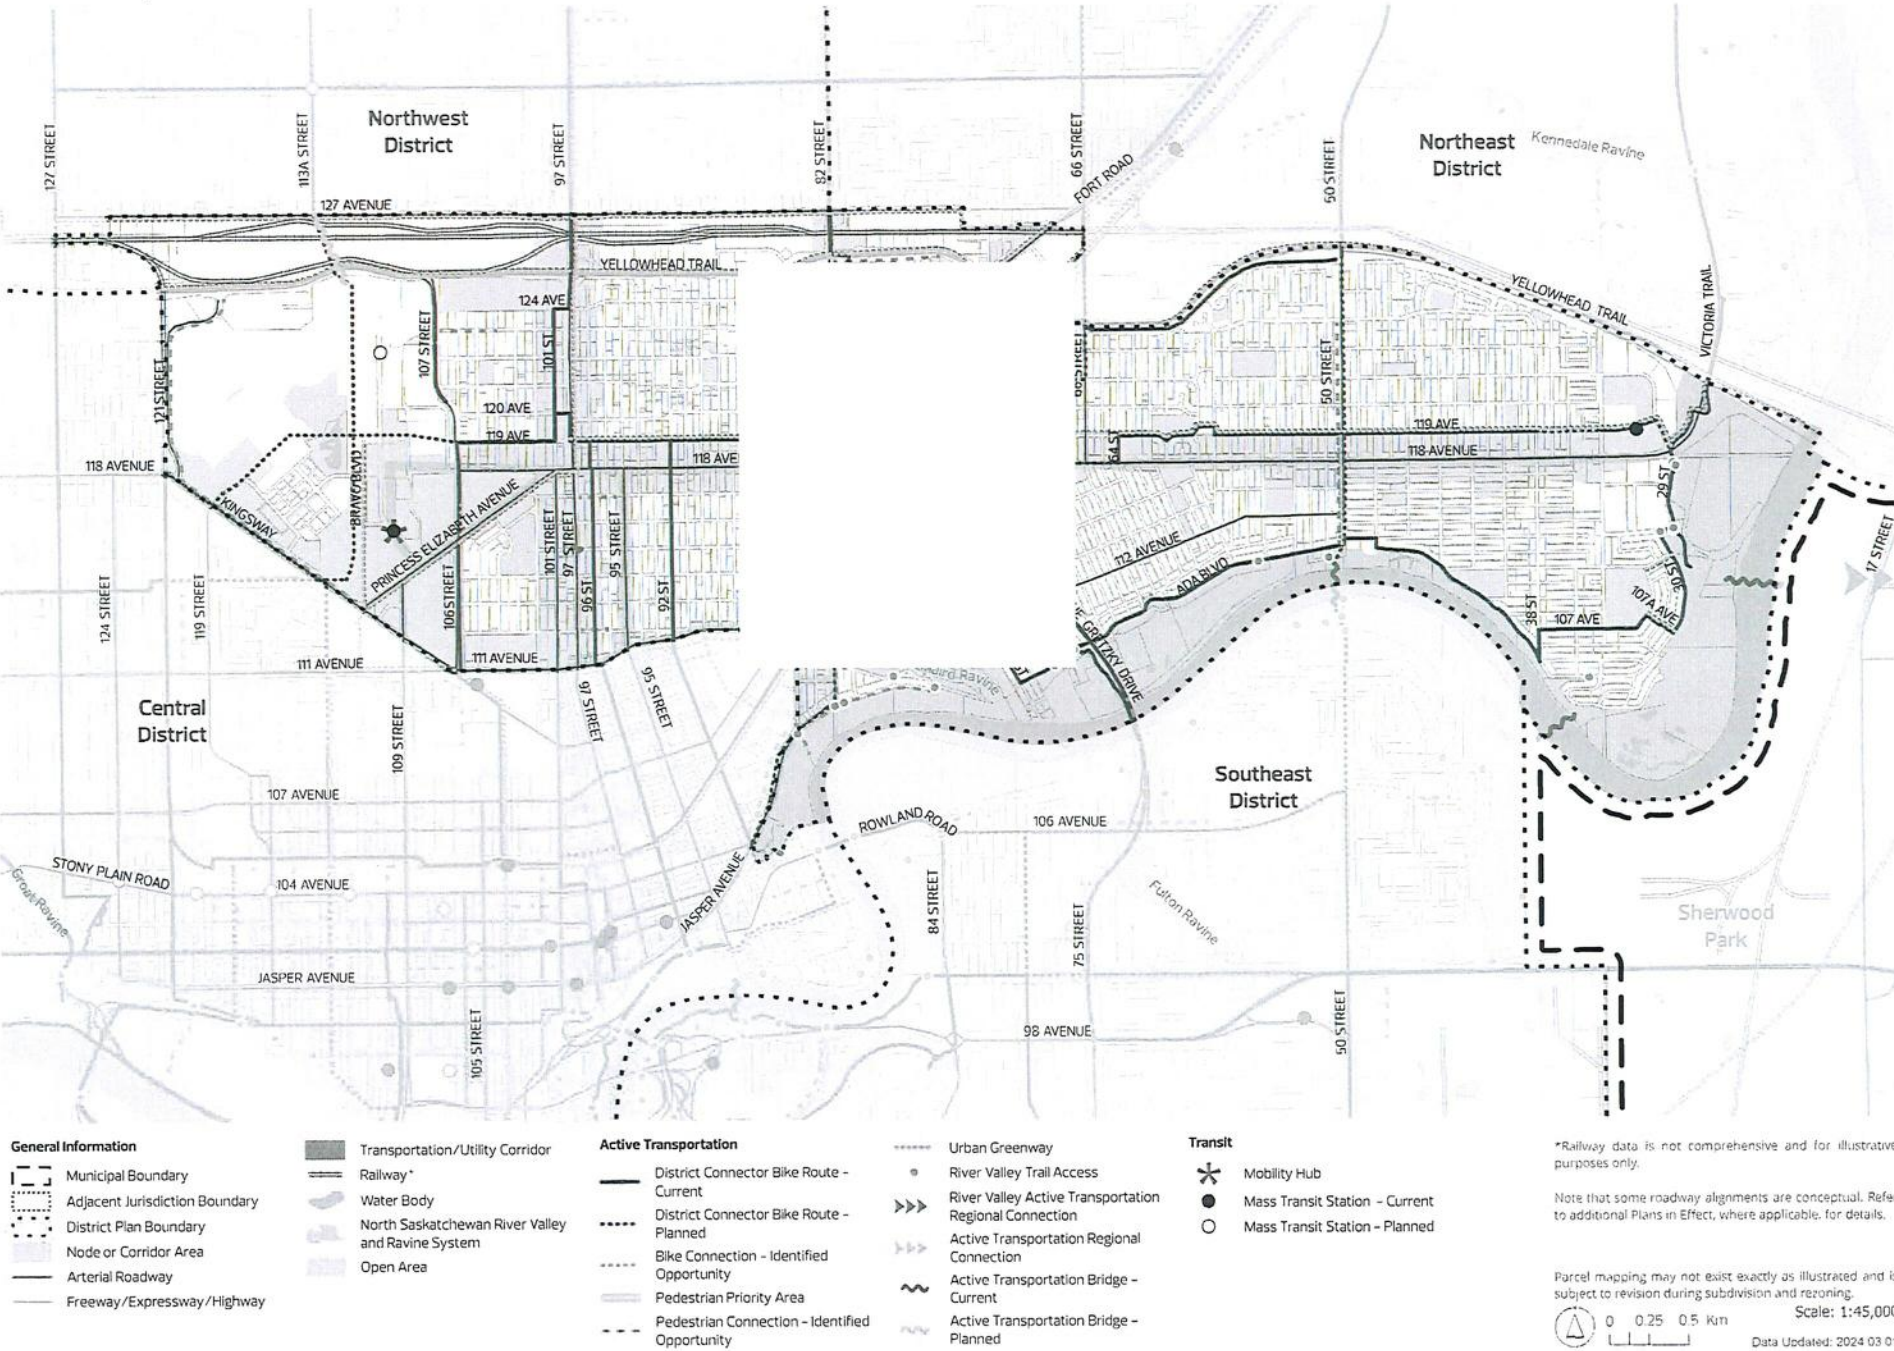 Northwest
District
Northeast
District
Kennedale Ravine
127 STREET
113A STREET
97 STREET
82 STREET
66 STREET
50 STREET
FORT ROAD
127 AVENUE
YELLOWHEAD TRAIL
YELLOWHEAD TRAIL
VICTORIA TRAIL
124 AVE
107 STREET
101 ST
121 STREET
50 STREET
120 AVE
119 AVE
119 AVE
64 ST
118 AVENUE
118 AVE
118 AVENUE
29 ST
KINGSWAY
BRAVO BLVD
PRINCESS ELIZABETH AVENUE
101 STREET
97 STREET
95 STREET
96 ST
92 ST
106 STREET
112 AVENUE
ADA BLVD
17 STREET
30 ST
107A AVE
107 AVE
38 ST
124 STREET
119 STREET
GRETZKY DRIVE
111 AVENUE
111 AVENUE
Ravine
ST
Central
District
109 STREET
97 STREET
95 STREET
Southeast
District
107 AVENUE
ROWLAND ROAD
106 AVENUE
STONY PLAIN ROAD
104 AVENUE
Groat Ravine
JASPER AVENUE
84 STREET
75 STREET
Fulton Ravine
Sherwood
Park
JASPER AVENUE
105 STREET
98 AVENUE
50 STREET
General Information
Municipal Boundary
Adjacent Jurisdiction Boundary
District Plan Boundary
Node or Corridor Area
Arterial Roadway
Freeway/Expressway/Highway
Transportation/Utility Corridor
Railway*
Water Body
North Saskatchewan River Valley
and Ravine System
Open Area
Active Transportation
District Connector Bike Route -
Current
District Connector Bike Route -
Planned
Bike Connection - Identified
Opportunity
Pedestrian Priority Area
Pedestrian Connection - Identified
Opportunity
Urban Greenway
River Valley Trail Access
River Valley Active Transportation
Regional Connection
Active Transportation Regional
Connection
Active Transportation Bridge -
Current
Active Transportation Bridge -
Planned
Transit
Mobility Hub
Mass Transit Station - Current
Mass Transit Station - Planned
*Railway data is not comprehensive and for illustrative
purposes only.
Note that some roadway alignments are conceptual. Refer
to additional Plans in Effect, where applicable, for details.
Parcel mapping may not exist exactly as illustrated and is
subject to revision during subdivision and rezoning.
Scale: 1:45,000
0 0.25 0.5 Km
Data Updated: 2024 03 0